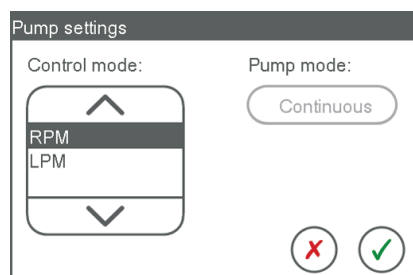 Pump settings
Control mode:
RPM
LPM
Pump mode:
Continuous